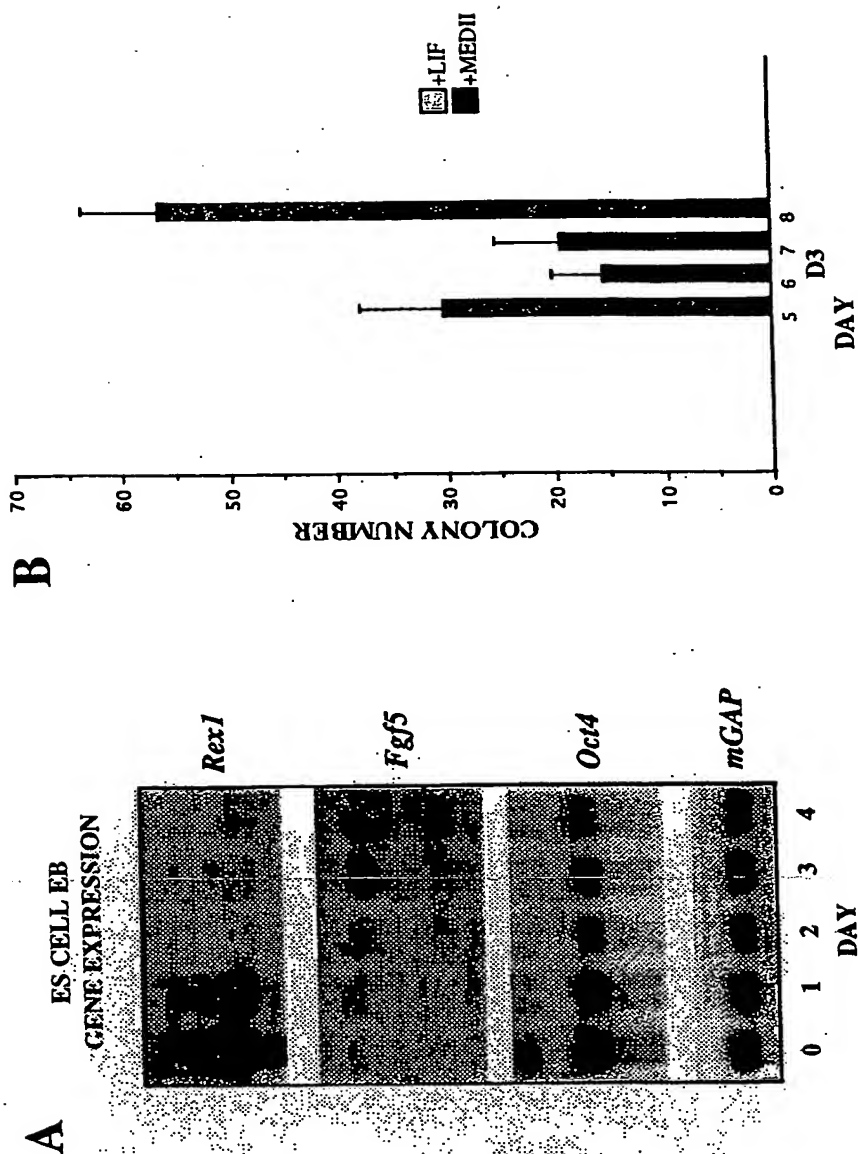 A
ES CELL EB
GENE EXPRESSION
Rex1
Fgf5
Oct4
mGAP
0 1 2 3 4
DAY
B
COLONY NUMBER
70
60
50
40
30
20
10
0
+LIF
+MEDII
5 6 7 8
D3
DAY